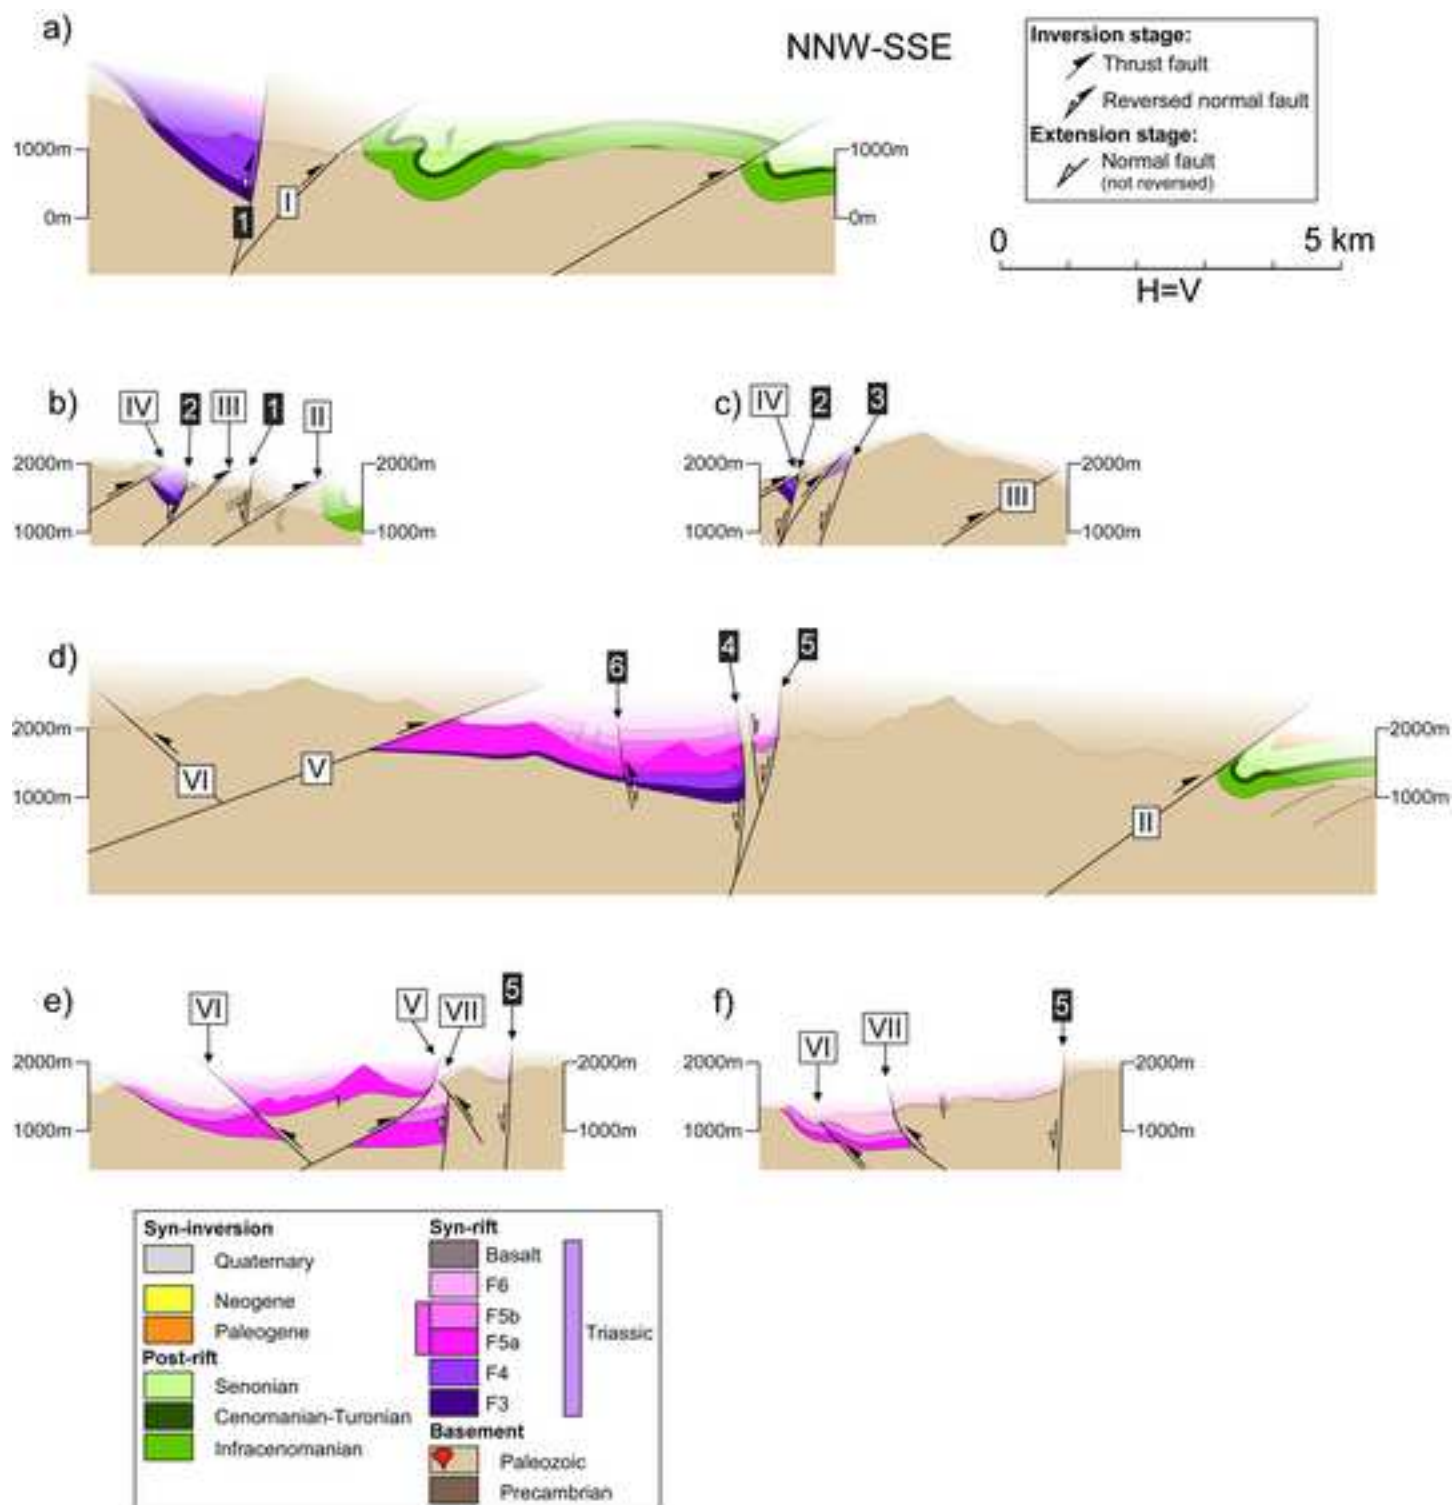 a)
NNW-SSE
Inversion stage:
Thrust fault
Reversed normal fault
Extension stage:
Normal fault
(not reversed)
1000m
0m
1
I
1000m
0m
0 5 km
H=V
b)
IV 2 III 1 II
2000m
1000m
2000m
1000m
c)
IV 2 3
2000m
1000m
III
2000m
1000m
d)
6 4 5
2000m
1000m
VI
V
II
2000m
1000m
e)
VI V VII 5
2000m
1000m
2000m
1000m
f)
VI VII 5
2000m
1000m
2000m
1000m
Syn-inversion
Quaternary
Neogene
Paleogene
Post-rift
Senonian
Cenomanian-Turonian
Infracenomanian
Syn-rift
Basalt
F6
F5b
F5a
F4
F3
Triassic
Basement
Paleozoic
Precambrian